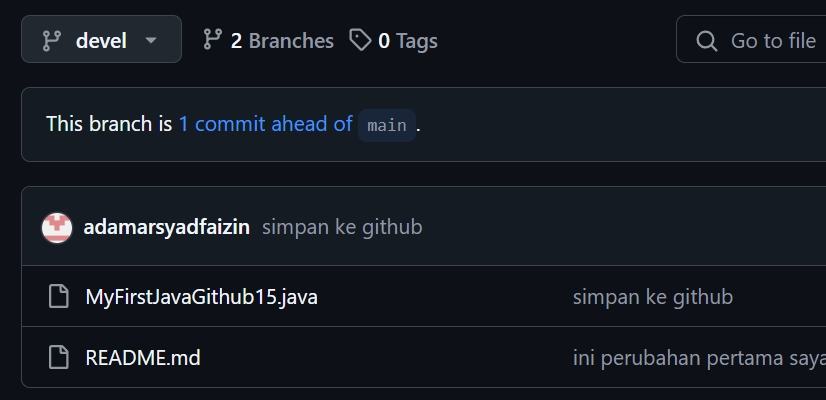 devel 2 Branches 0 Tags Go to file
This branch is 1 commit ahead of main .
adamarsyadfaizin simpan ke github
MyFirstJavaGithub15.java simpan ke github
README.md ini perubahan pertama saya